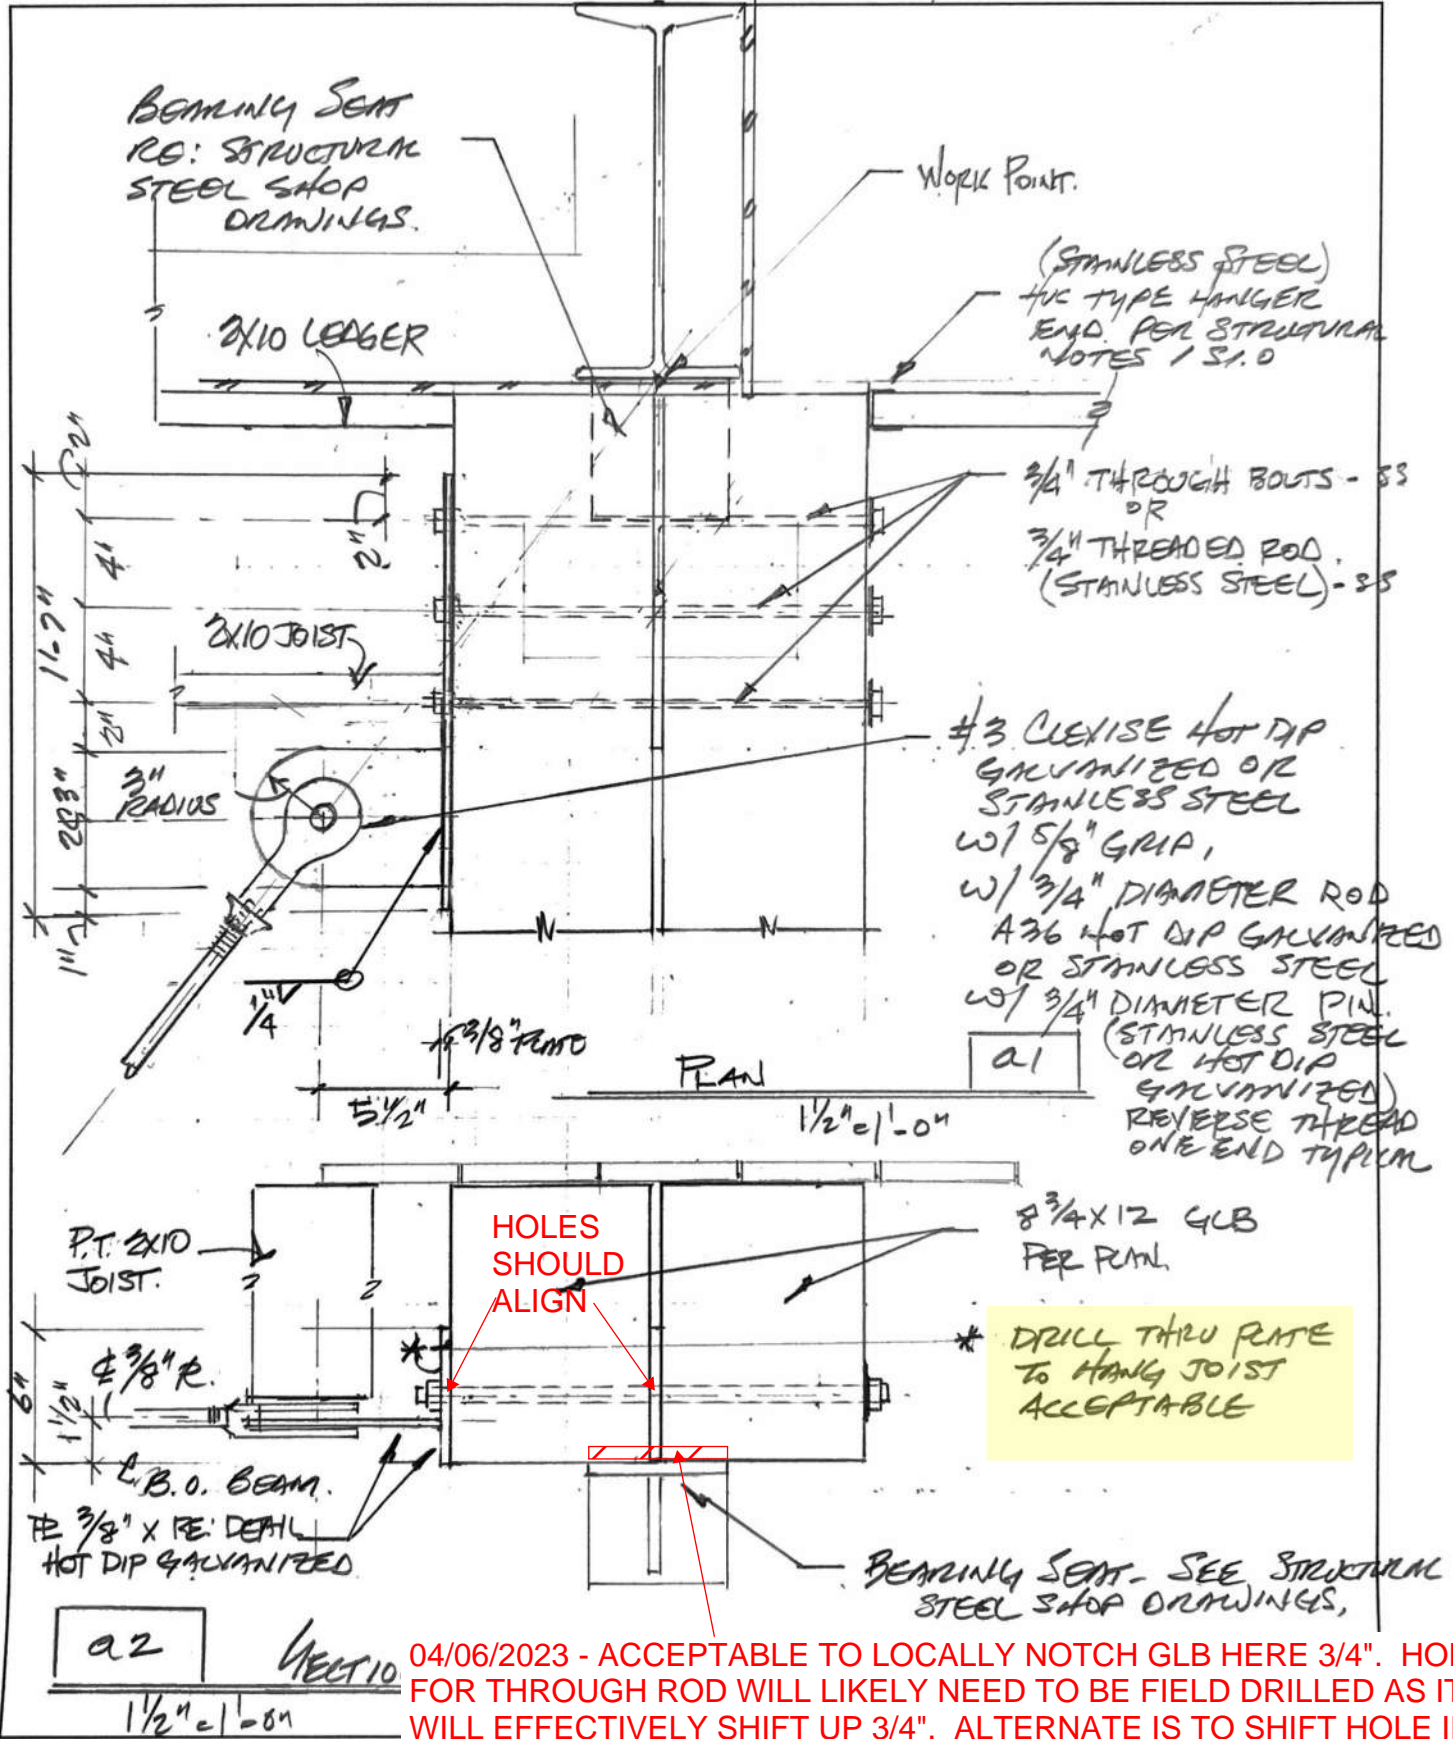 BEARING SEAT
RE: STRUCTURAL
STEEL SHOP
DRAWINGS.
WORK POINT.
(STAINLESS STEEL)
HUC TYPE HANGER
END PER STRUCTURAL
NOTES / S1.0
2X10 LEDGER
2"
2"
4"
4"
2"
3"
1"
3/4" THROUGH BOLTS - SS
OR
3/4" THREADED ROD.
(STAINLESS STEEL) - SS
2X10 JOIST
3"
RADIUS
#3 CLEVISE HOT DIP
GALVANIZED OR
STAINLESS STEEL
W/ 5/8" GRIP,
W/ 3/4" DIAMETER ROD
A36 HOT DIP GALVANIZED
OR STAINLESS STEEL
W/ 3/4" DIAMETER PIN.
(STAINLESS STEEL
OR HOT DIP
GALVANIZED)
REVERSE THREAD
ONE END TYPICAL
1/4"
3/8" PLATE
5 1/2"
PLAN
a1
1 1/2" = 1'-0"
P.T. 2X10
JOIST.
HOLES
SHOULD
ALIGN
8 3/4 X 12 GLB
PER PLAN.
* DRILL THRU PLATE
TO HANG JOIST
ACCEPTABLE
*
6"
1 1/2"
℄ 3/8" PL.
B.O. BEAM.
PL 3/8" X RE: DETAIL
HOT DIP GALVANIZED
BEARING SEAT - SEE STRUCTURAL
STEEL SHOP DRAWINGS,
a2
SECTIO
1 1/2" = 1'-0"
04/06/2023 - ACCEPTABLE TO LOCALLY NOTCH GLB HERE 3/4". HO
FOR THROUGH ROD WILL LIKELY NEED TO BE FIELD DRILLED AS IT
WILL EFFECTIVELY SHIFT UP 3/4". ALTERNATE IS TO SHIFT HOLE I